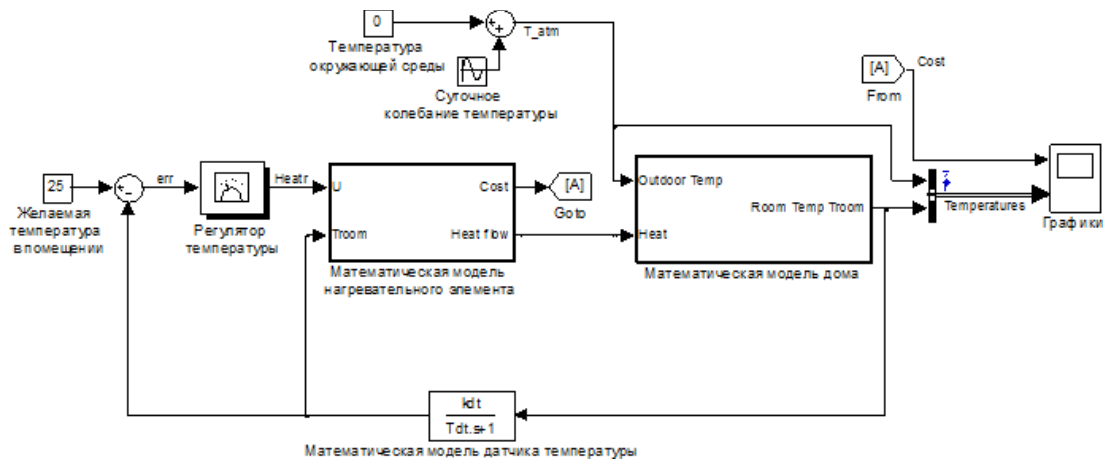 0
Температура
окружающей среды
T_atm
Суточное
колебание температуры
[A]
From
Cost
25
Желаемая
температура
в помещении
err
Регулятор
температуры
Heatr
U
Troom
Cost
Heat flow
Математическая модель
нагревательного элемента
[A]
Goto
Outdoor Temp
Heat
Room Temp Troom
Математическая модель дома
Temperatures
Графики
kdt
Tdt.s+1
Математическая модель датчика температуры